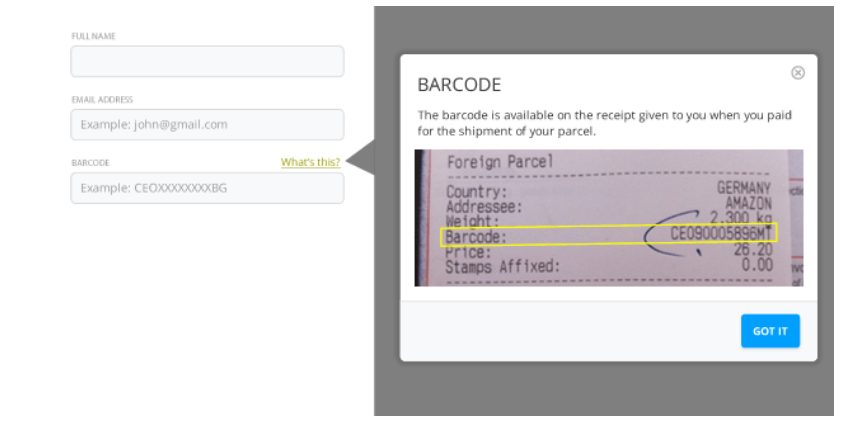 FULL NAME
EMAIL ADDRESS
Example: john@gmail.com
BARCODE
What's this?
Example: CEOXXXXXXXBG
BARCODE
The barcode is available on the receipt given to you when you paid
for the shipment of your parcel.
Foreign Parcel
Country: GERMANY
Addressee: AMAZON
Weight: 2.300 kg
Barcode: CE090005896MT
Price: 26.20
Stamps Affixed: 0.00
GOT IT